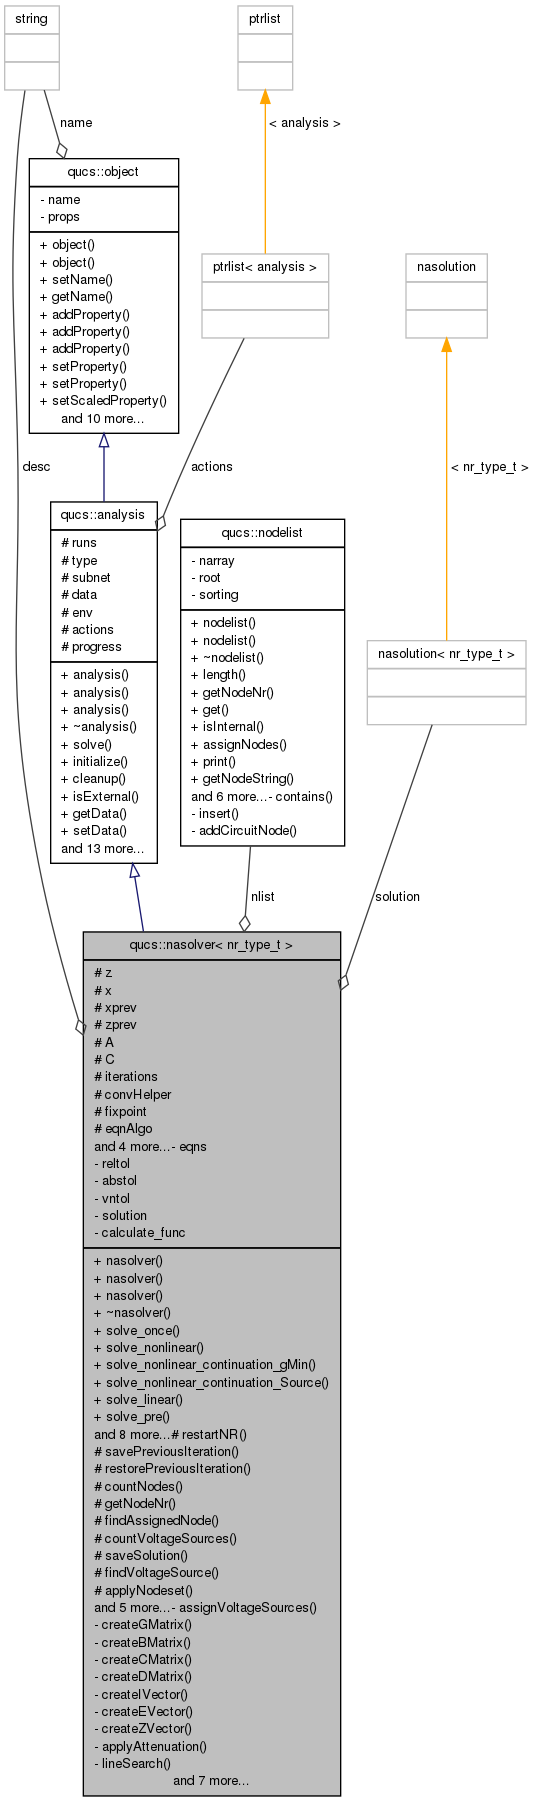 string
ptrlist
name
< analysis >
qucs::object
- name
- props
+ object()
+ object()
+ setName()
+ getName()
+ addProperty()
+ addProperty()
+ addProperty()
+ setProperty()
+ setProperty()
+ setScaledProperty()
and 10 more...
ptrlist< analysis >
nasolution
desc
actions
< nr_type_t >
qucs::analysis
# runs
# type
# subnet
# data
# env
# actions
# progress
+ analysis()
+ analysis()
+ analysis()
+ ~analysis()
+ solve()
+ initialize()
+ cleanup()
+ isExternal()
+ getData()
+ setData()
and 13 more...
qucs::nodelist
- narray
- root
- sorting
+ nodelist()
+ nodelist()
+ ~nodelist()
+ length()
+ getNodeNr()
+ get()
+ isInternal()
+ assignNodes()
+ print()
+ getNodeString()
and 6 more...- contains()
- insert()
- addCircuitNode()
nasolution< nr_type_t >
nlist
solution
qucs::nasolver< nr_type_t >
# z
# x
# xprev
# zprev
# A
# C
# iterations
# convHelper
# fixpoint
# eqnAlgo
and 4 more...- eqns
- reltol
- abstol
- vntol
- solution
- calculate_func
+ nasolver()
+ nasolver()
+ nasolver()
+ ~nasolver()
+ solve_once()
+ solve_nonlinear()
+ solve_nonlinear_continuation_gMin()
+ solve_nonlinear_continuation_Source()
+ solve_linear()
+ solve_pre()
and 8 more...# restartNR()
# savePreviousIteration()
# restorePreviousIteration()
# countNodes()
# getNodeNr()
# findAssignedNode()
# countVoltageSources()
# saveSolution()
# findVoltageSource()
# applyNodeset()
and 5 more...- assignVoltageSources()
- createGMatrix()
- createBMatrix()
- createCMatrix()
- createDMatrix()
- createIVector()
- createEVector()
- createZVector()
- applyAttenuation()
- lineSearch()
and 7 more...